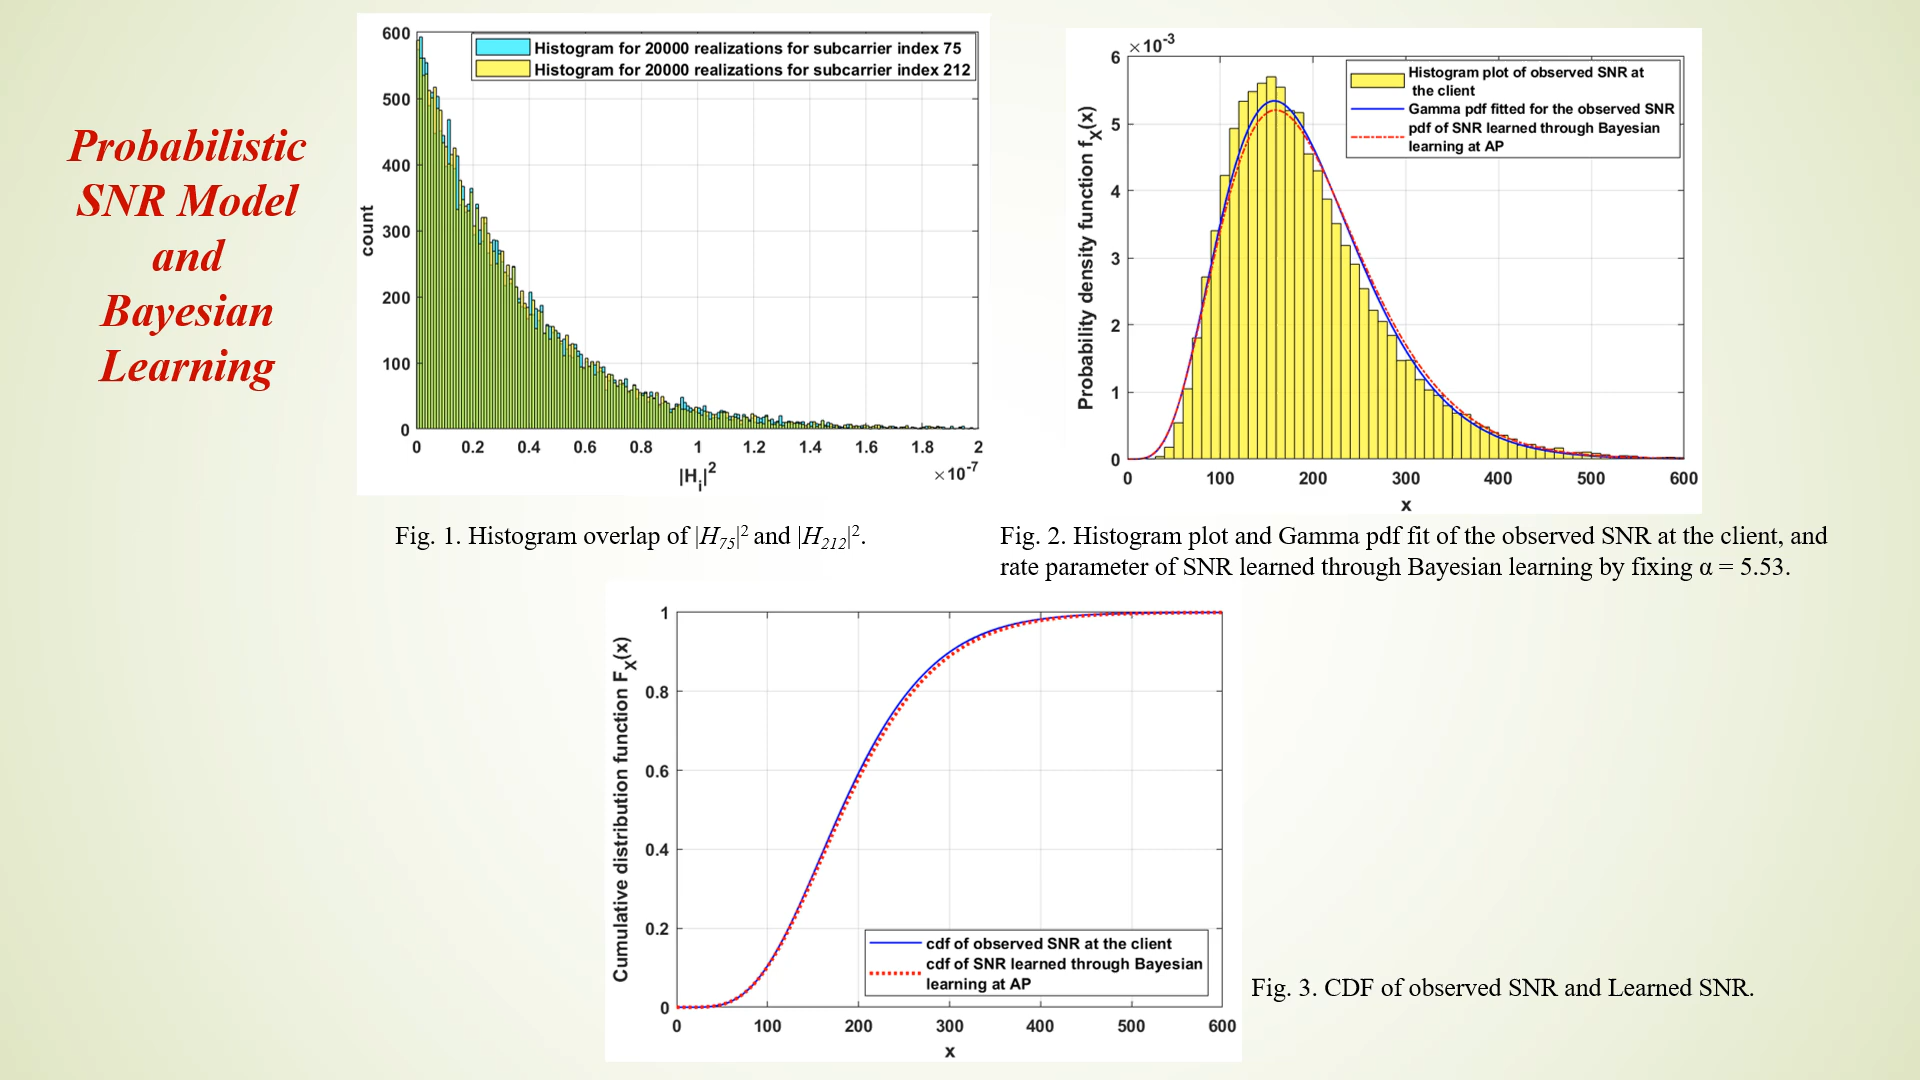 Probabilistic
SNR Model
and
Bayesian
Learning
600
500
400
300
200
100
0
count
Histogram for 20000 realizations for subcarrier index 75
Histogram for 20000 realizations for subcarrier index 212
0 0.2 0.4 0.6 0.8 1 1.2 1.4 1.6 1.8 2
|H_i|²
×10⁻⁷
Fig. 1. Histogram overlap of |H₇₅|² and |H₂₁₂|².
×10⁻³
6
5
4
3
2
1
0
Probability density function f_X(x)
Histogram plot of observed SNR at
the client
Gamma pdf fitted for the observed SNR
pdf of SNR learned through Bayesian
learning at AP
0 100 200 300 400 500 600
x
Fig. 2. Histogram plot and Gamma pdf fit of the observed SNR at the client, and
rate parameter of SNR learned through Bayesian learning by fixing α = 5.53.
1
0.8
0.6
0.4
0.2
0
Cumulative distribution function F_X(x)
cdf of observed SNR at the client
cdf of SNR learned through Bayesian
learning at AP
0 100 200 300 400 500 600
x
Fig. 3. CDF of observed SNR and Learned SNR.